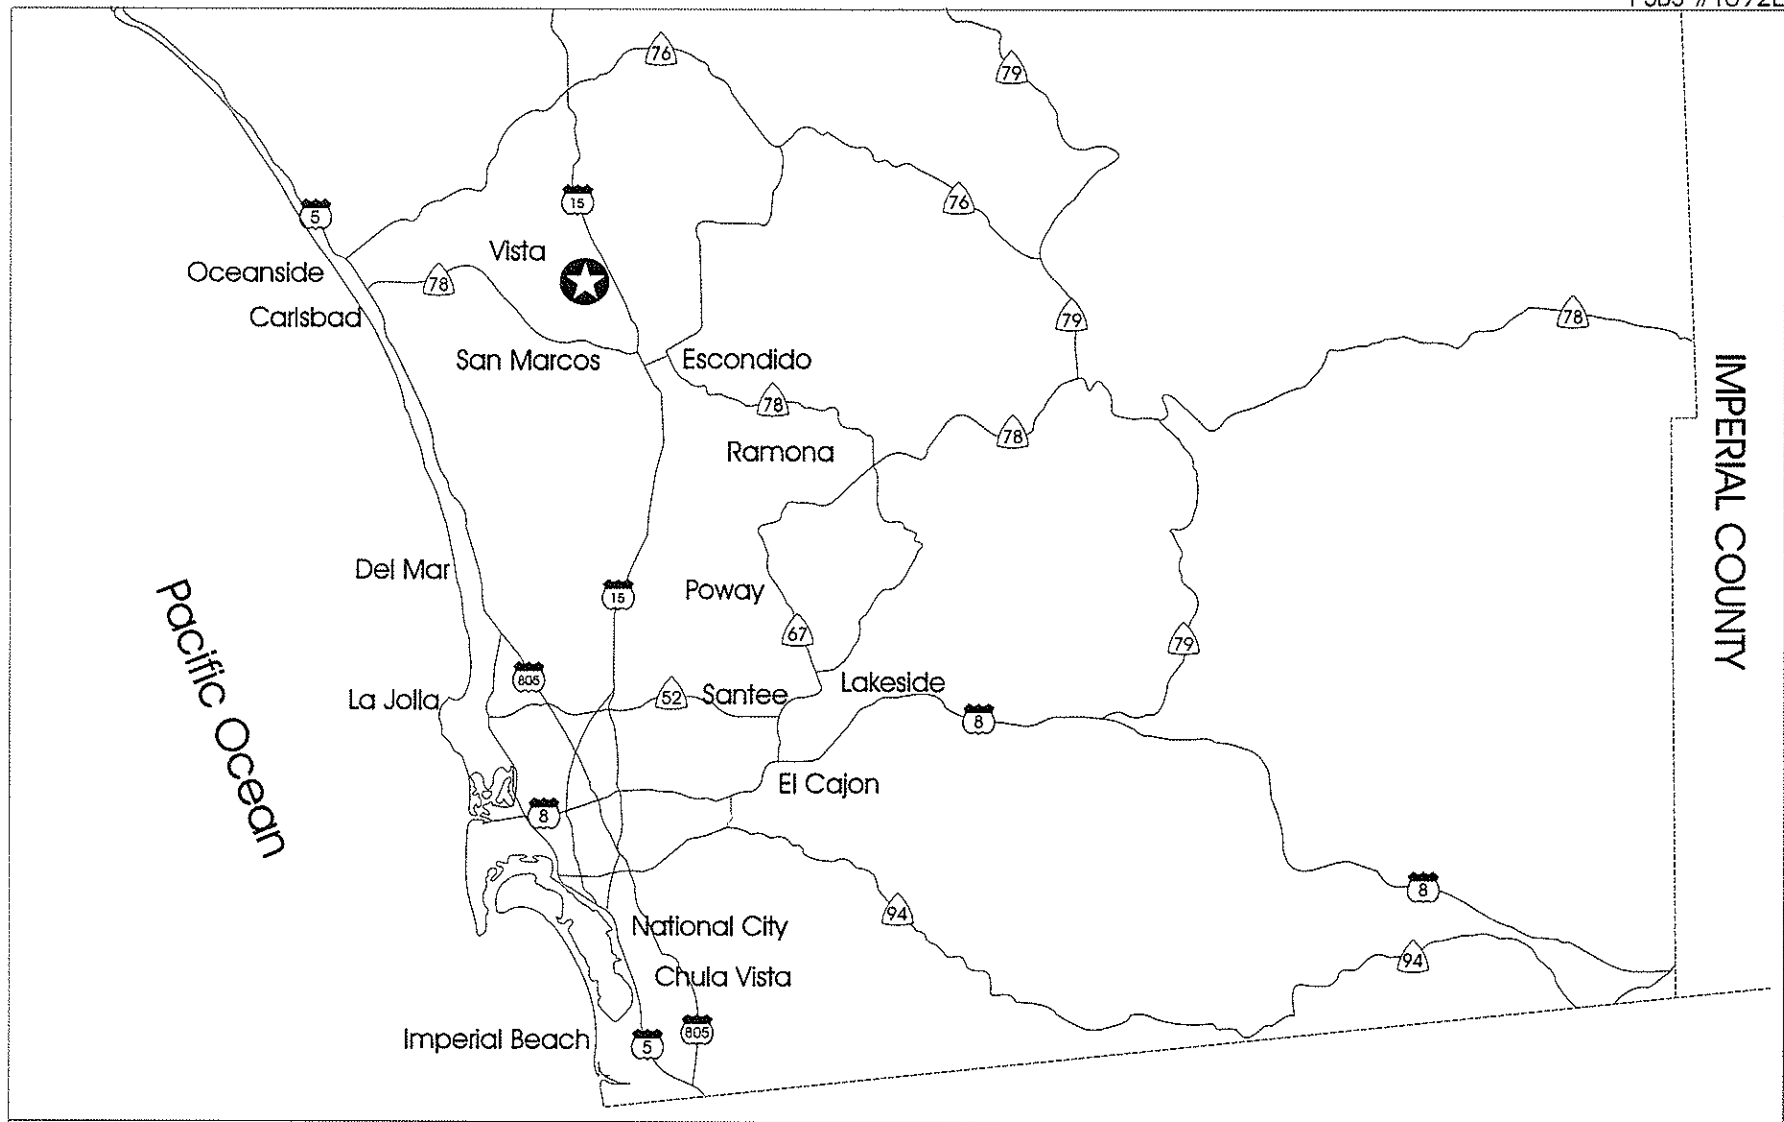 76
79
15
76
5
Vista
Oceanside
78
Carlsbad
79
78
San Marcos
Escondido
78
78
Ramona
IMPERIAL COUNTY
Del Mar
15
Poway
67
79
Pacific Ocean
805
La Jolla
52
Santee
Lakeside
8
El Cajon
8
8
94
National City
94
Chula Vista
Imperial Beach
5
805